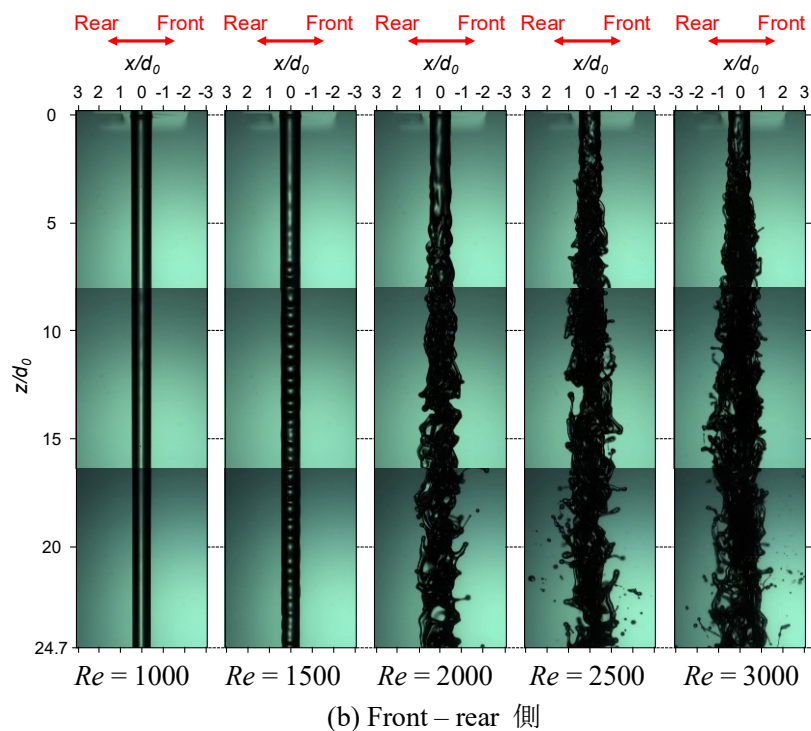 Rear Front Rear Front Rear Front Rear Front Rear Front
x/d0 x/d0 x/d0 x/d0 x/d0
3 2 1 0 -1 -2 -3 3 2 1 0 -1 -2 -3 3 2 1 0 -1 -2 -3 3 2 1 0 -1 -2 -3 -3 -2 -1 0 1 2 3
0
5
10
z/d0
15
20
24.7
Re = 1000 Re = 1500 Re = 2000 Re = 2500 Re = 3000
(b) Front – rear 側